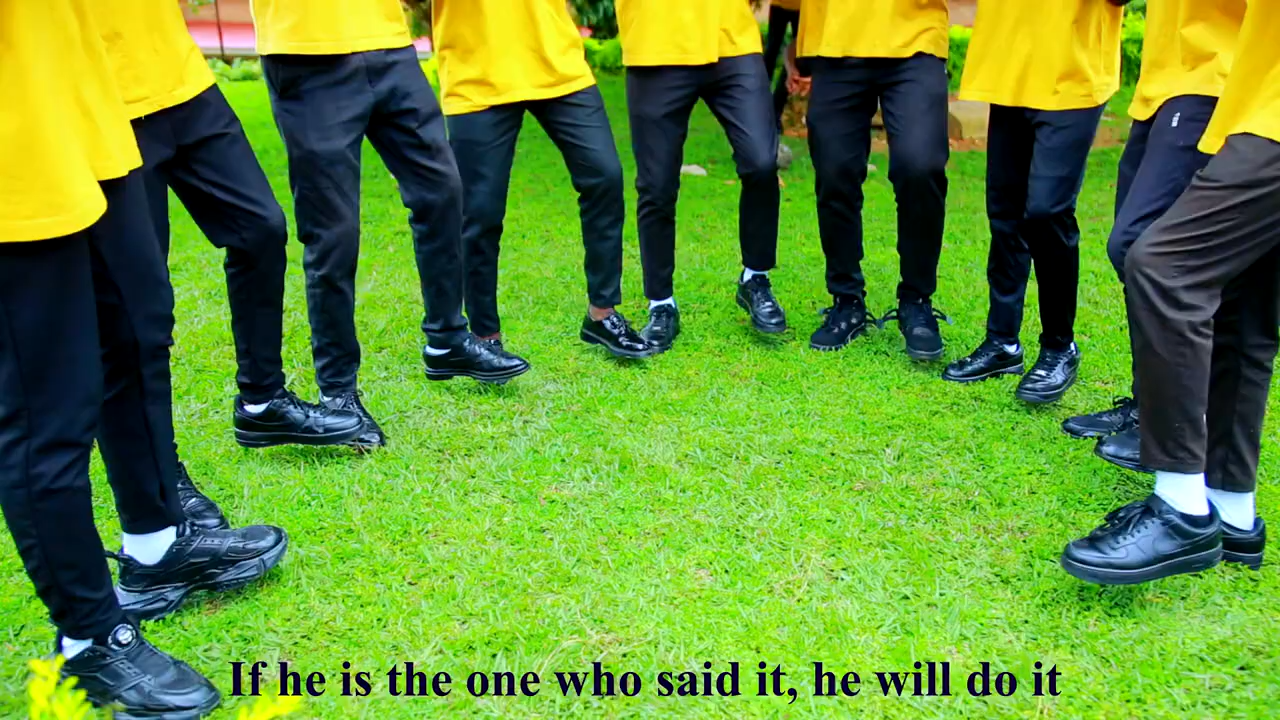 If he is the one who said it, he will do it